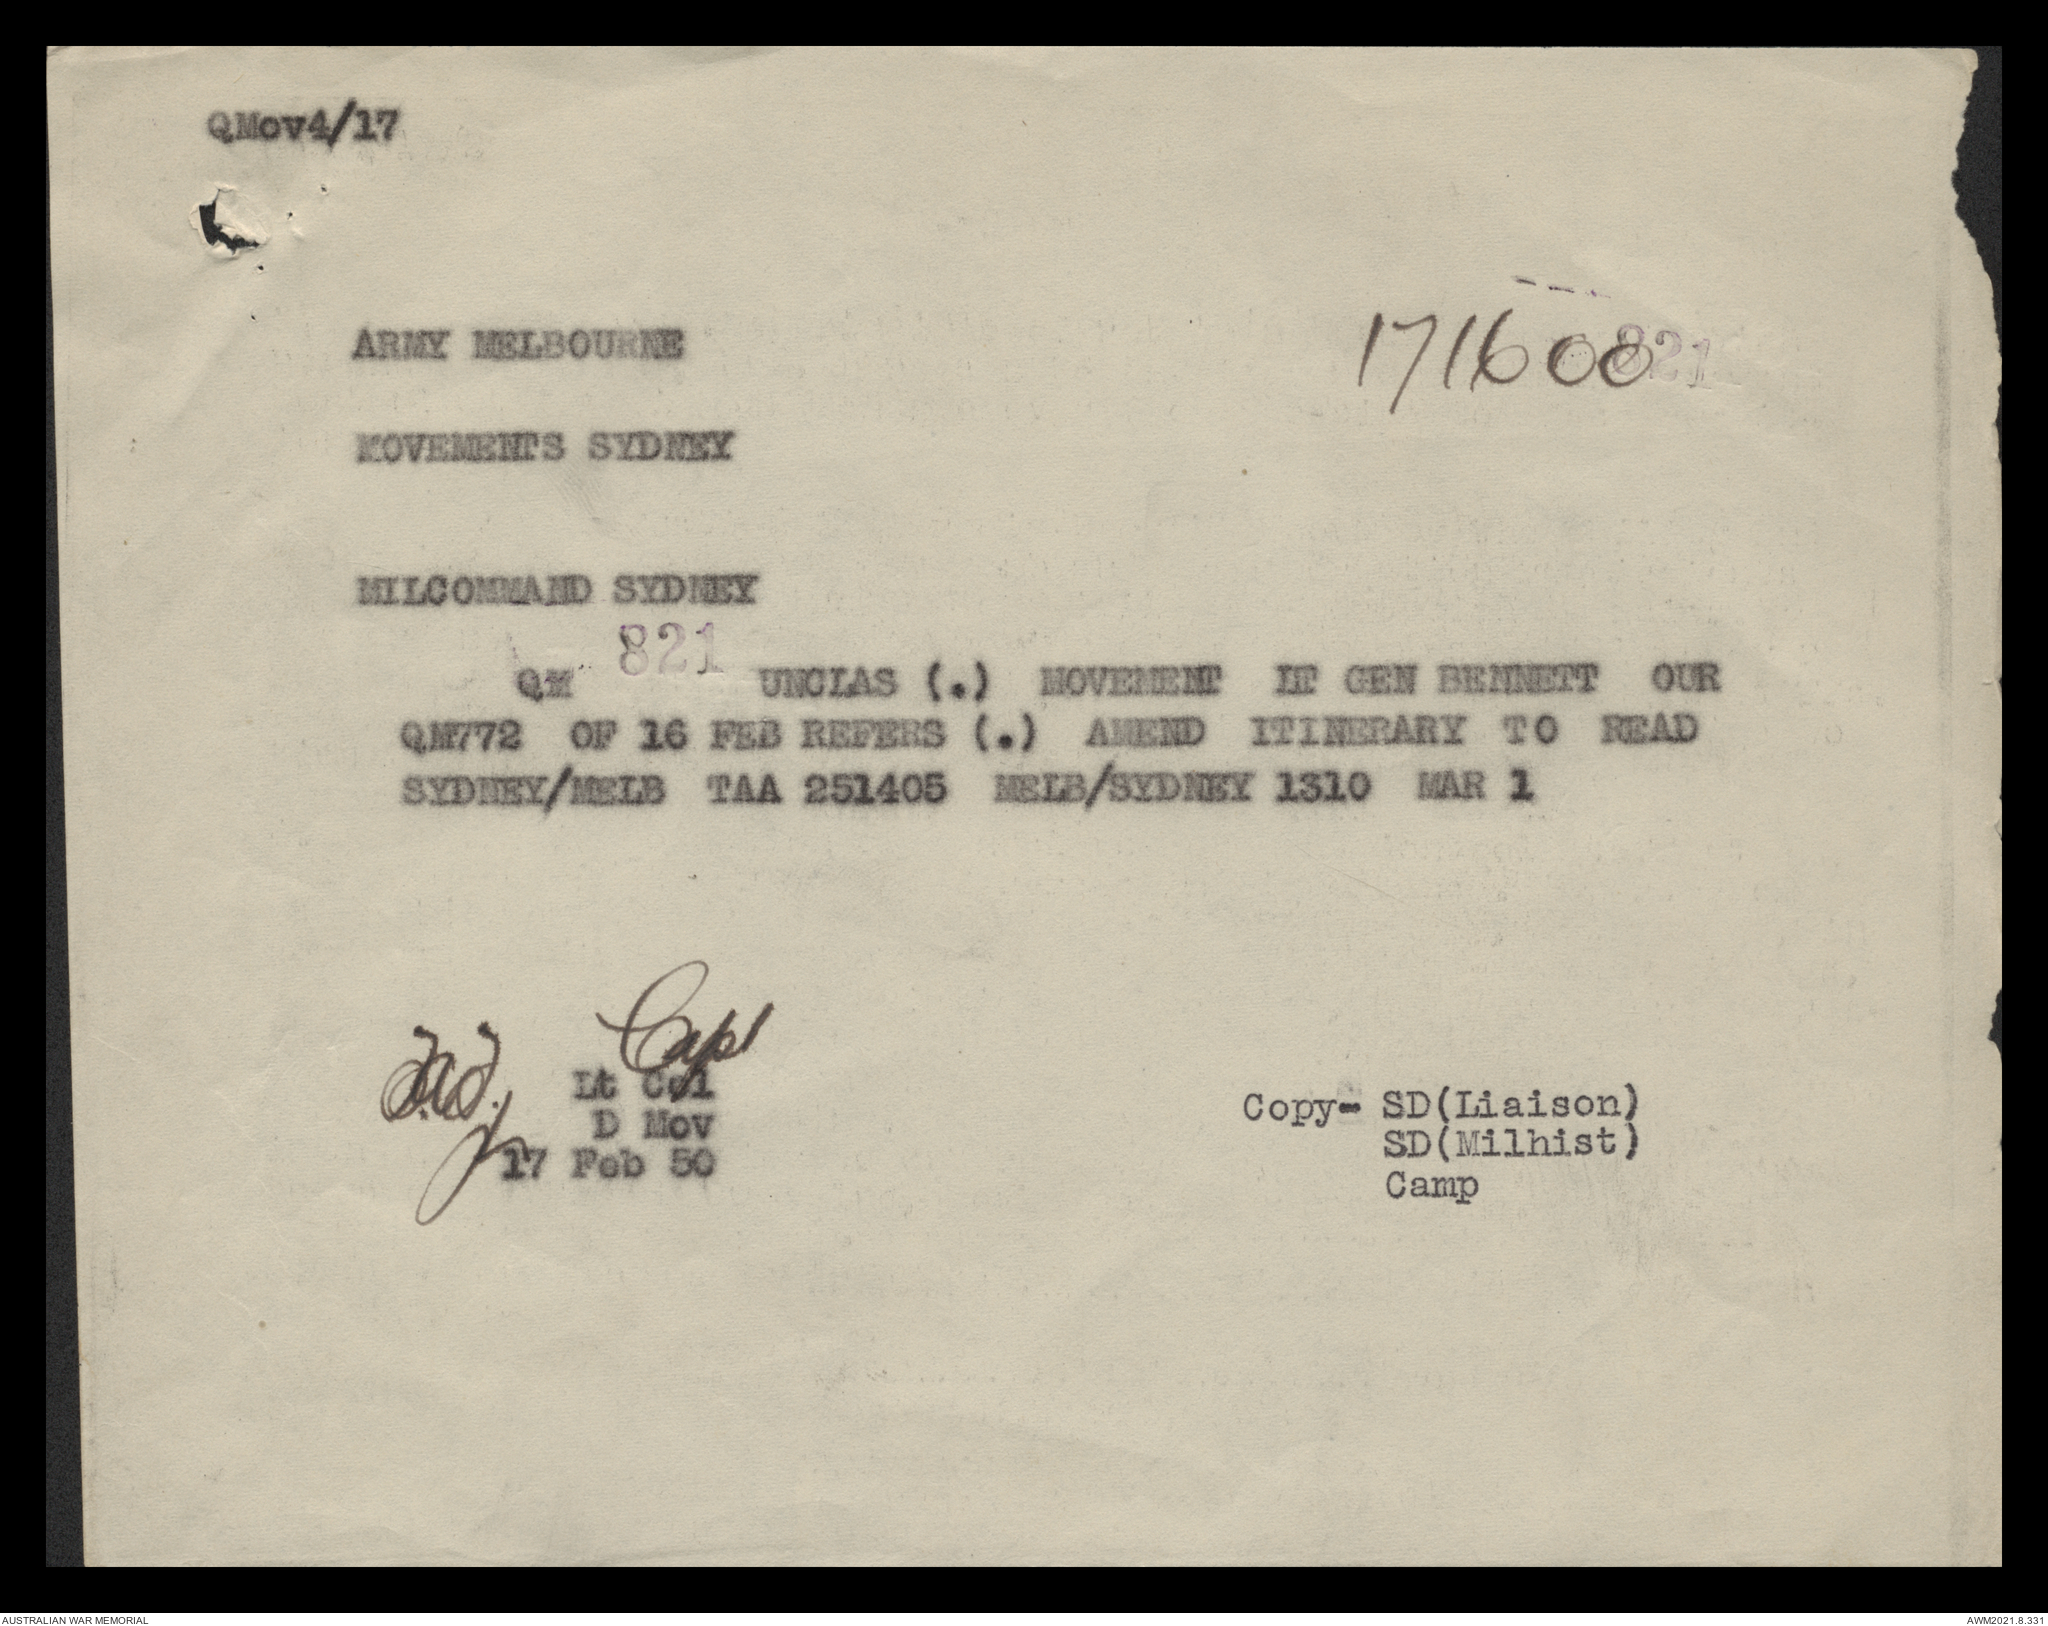 QMov4/17
ARMY MELBOURNE
171600 821
MOVEMENTS SYDNEY
MILCOMMAND SYDNEY
QM 821 UNCLAS (.) MOVEMENT LT GEN BENNETT OUR
QM772 OF 16 FEB REFERS (.) AMEND ITINERARY TO READ
SYDNEY/MELB TAA 251405 MELB/SYDNEY 1310 MAR 1
Capt
Lt Col
D Mov
17 Feb 50
Copy- SD(Liaison)
SD(Milhist)
Camp
AUSTRALIAN WAR MEMORIAL
AWM2021.8.331